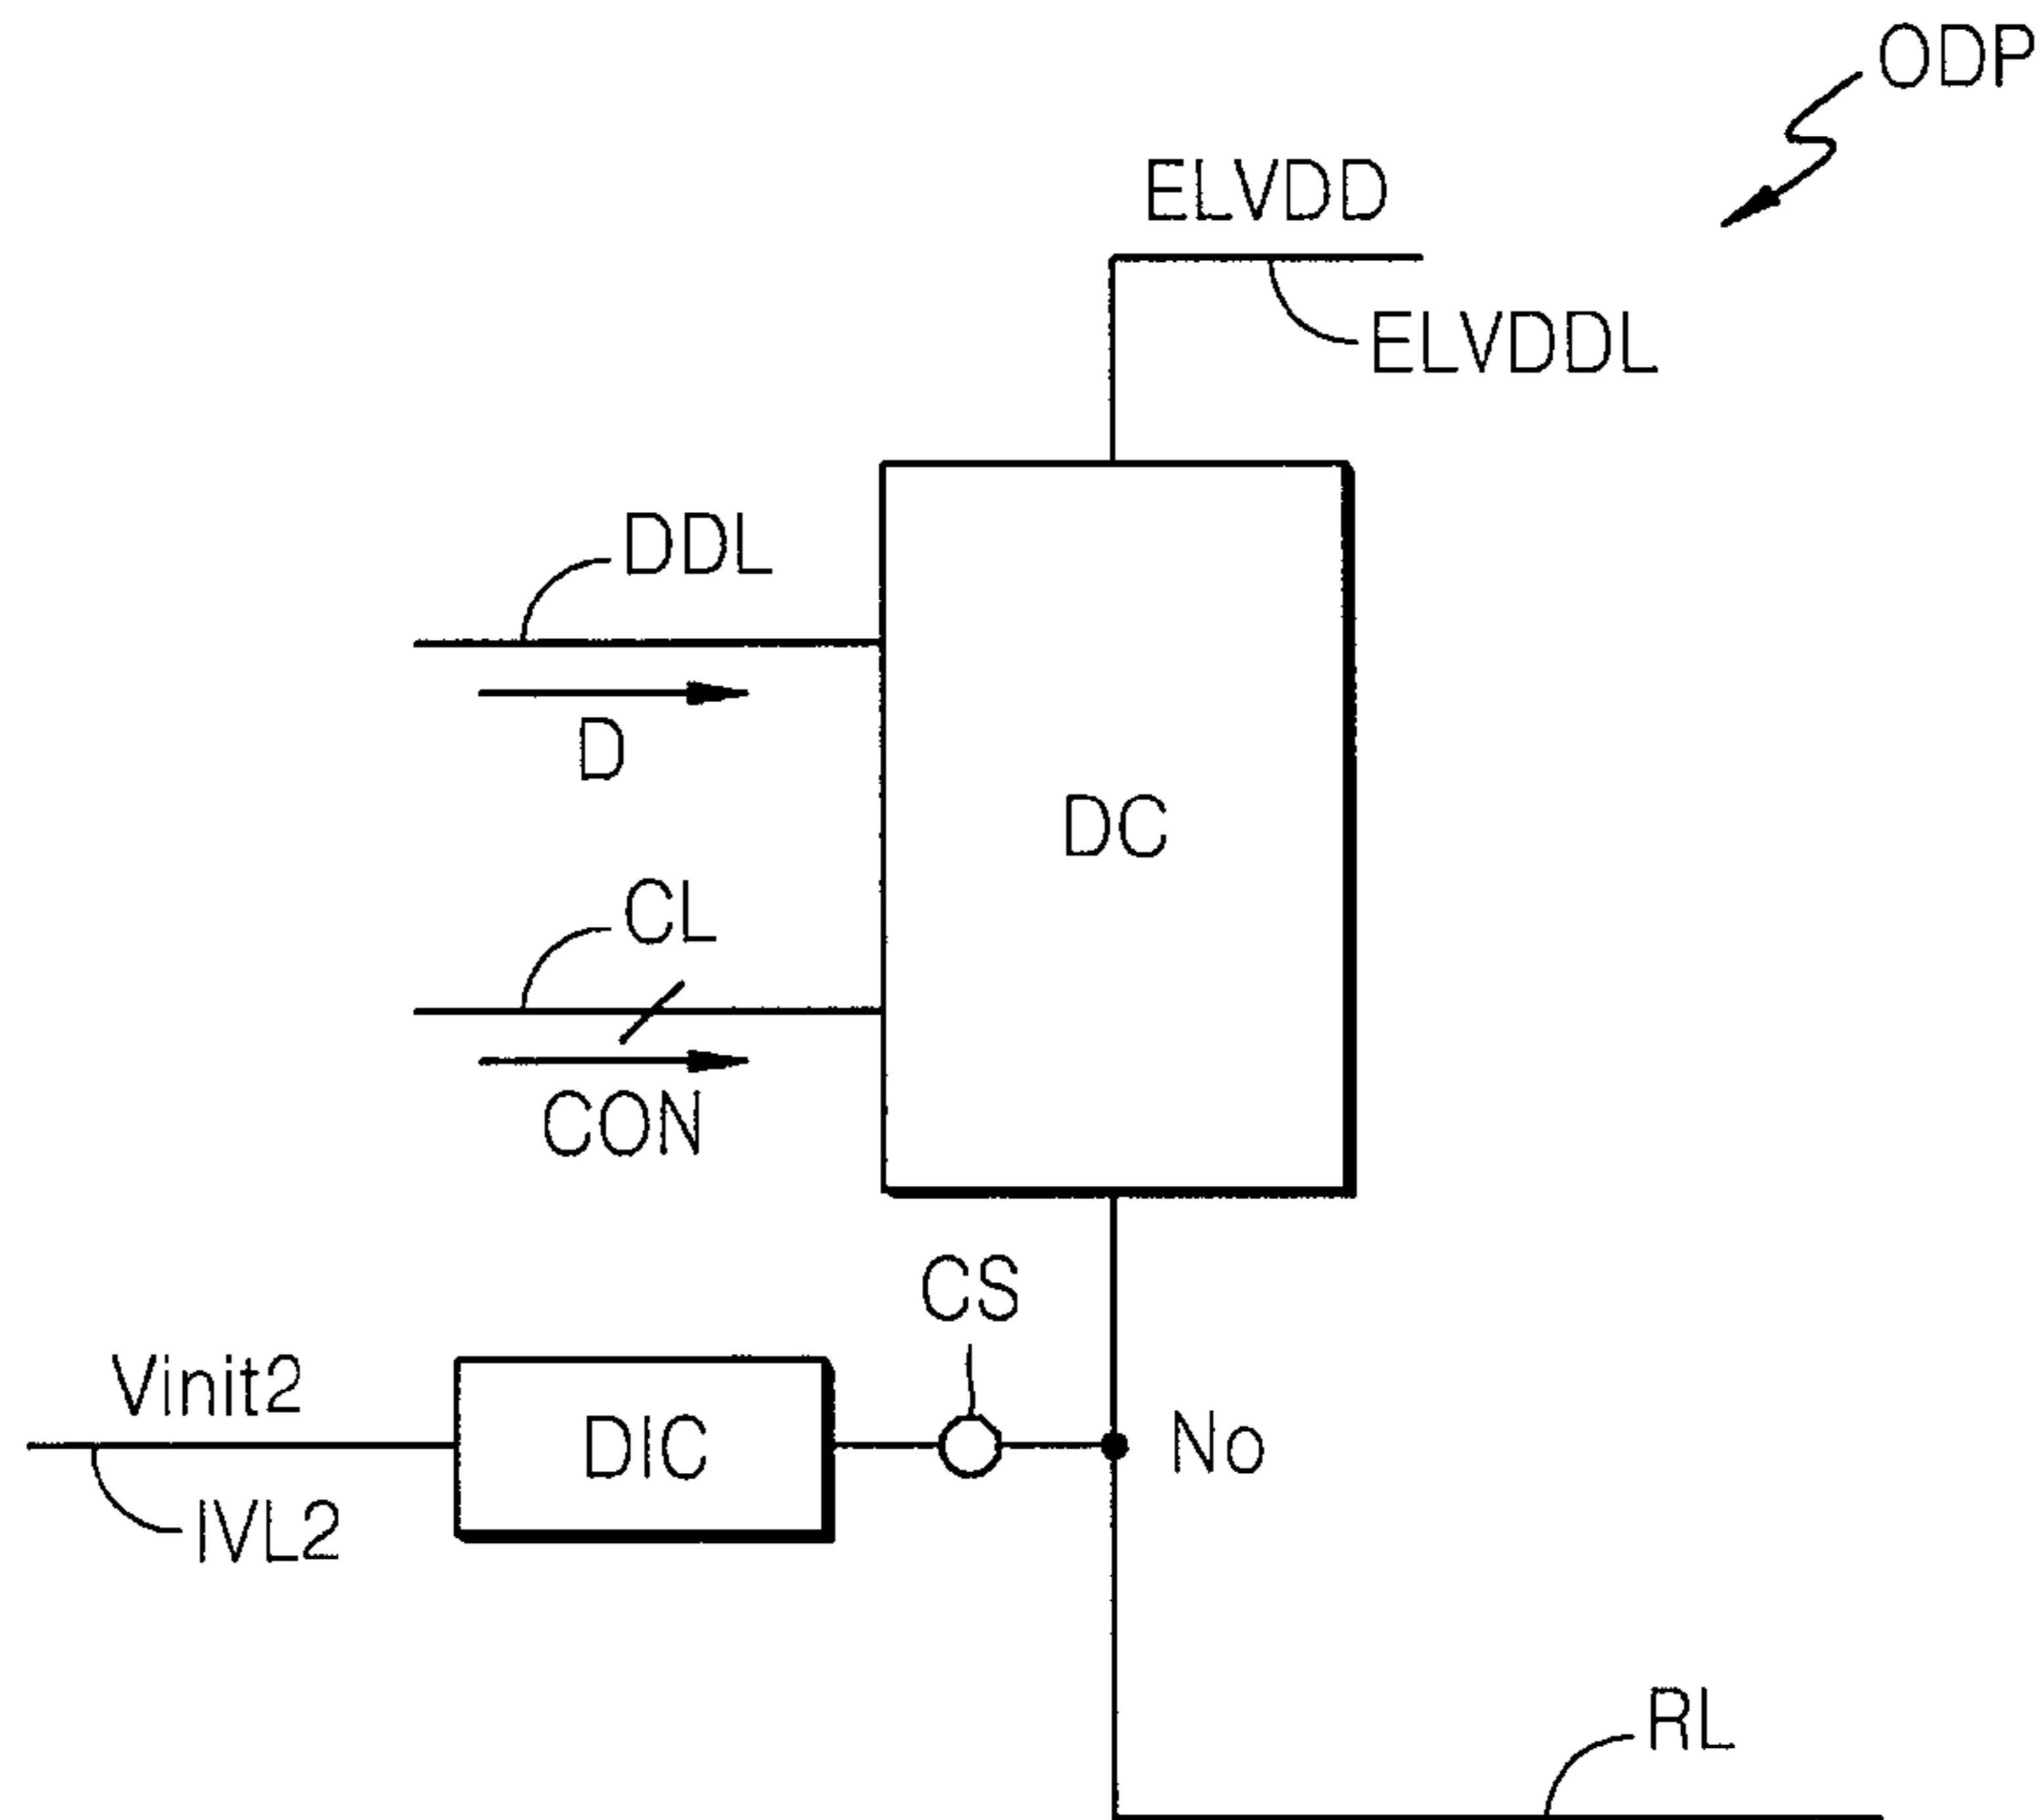 ODP
ELVDD
ELVDDL
DDL
D
DC
CL
CON
CS
Vinit2
DIC
No
IVL2
RL